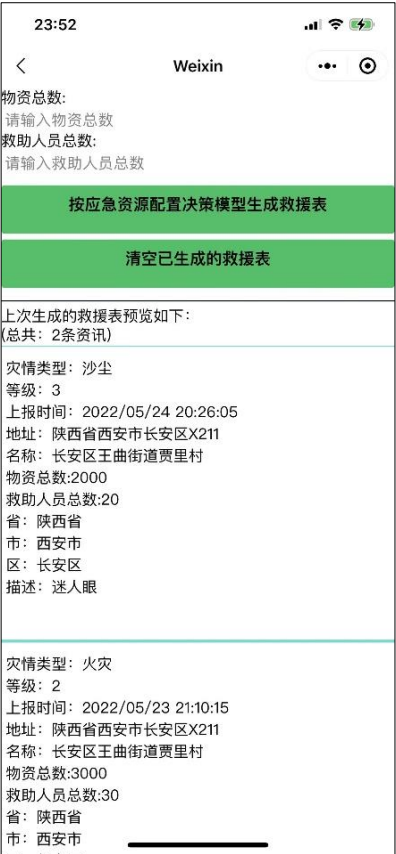 23:52
Weixin
物资总数:
请输入物资总数
救助人员总数:
请输入救助人员总数
按应急资源配置决策模型生成救援表
清空已生成的救援表
上次生成的救援表预览如下：
(总共：2条资讯)
灾情类型：沙尘
等级：3
上报时间：2022/05/24 20:26:05
地址：陕西省西安市长安区X211
名称：长安区王曲街道贾里村
物资总数:2000
救助人员总数:20
省：陕西省
市：西安市
区：长安区
描述：迷人眼
灾情类型：火灾
等级：2
上报时间：2022/05/23 21:10:15
地址：陕西省西安市长安区X211
名称：长安区王曲街道贾里村
物资总数:3000
救助人员总数:30
省：陕西省
市：西安市